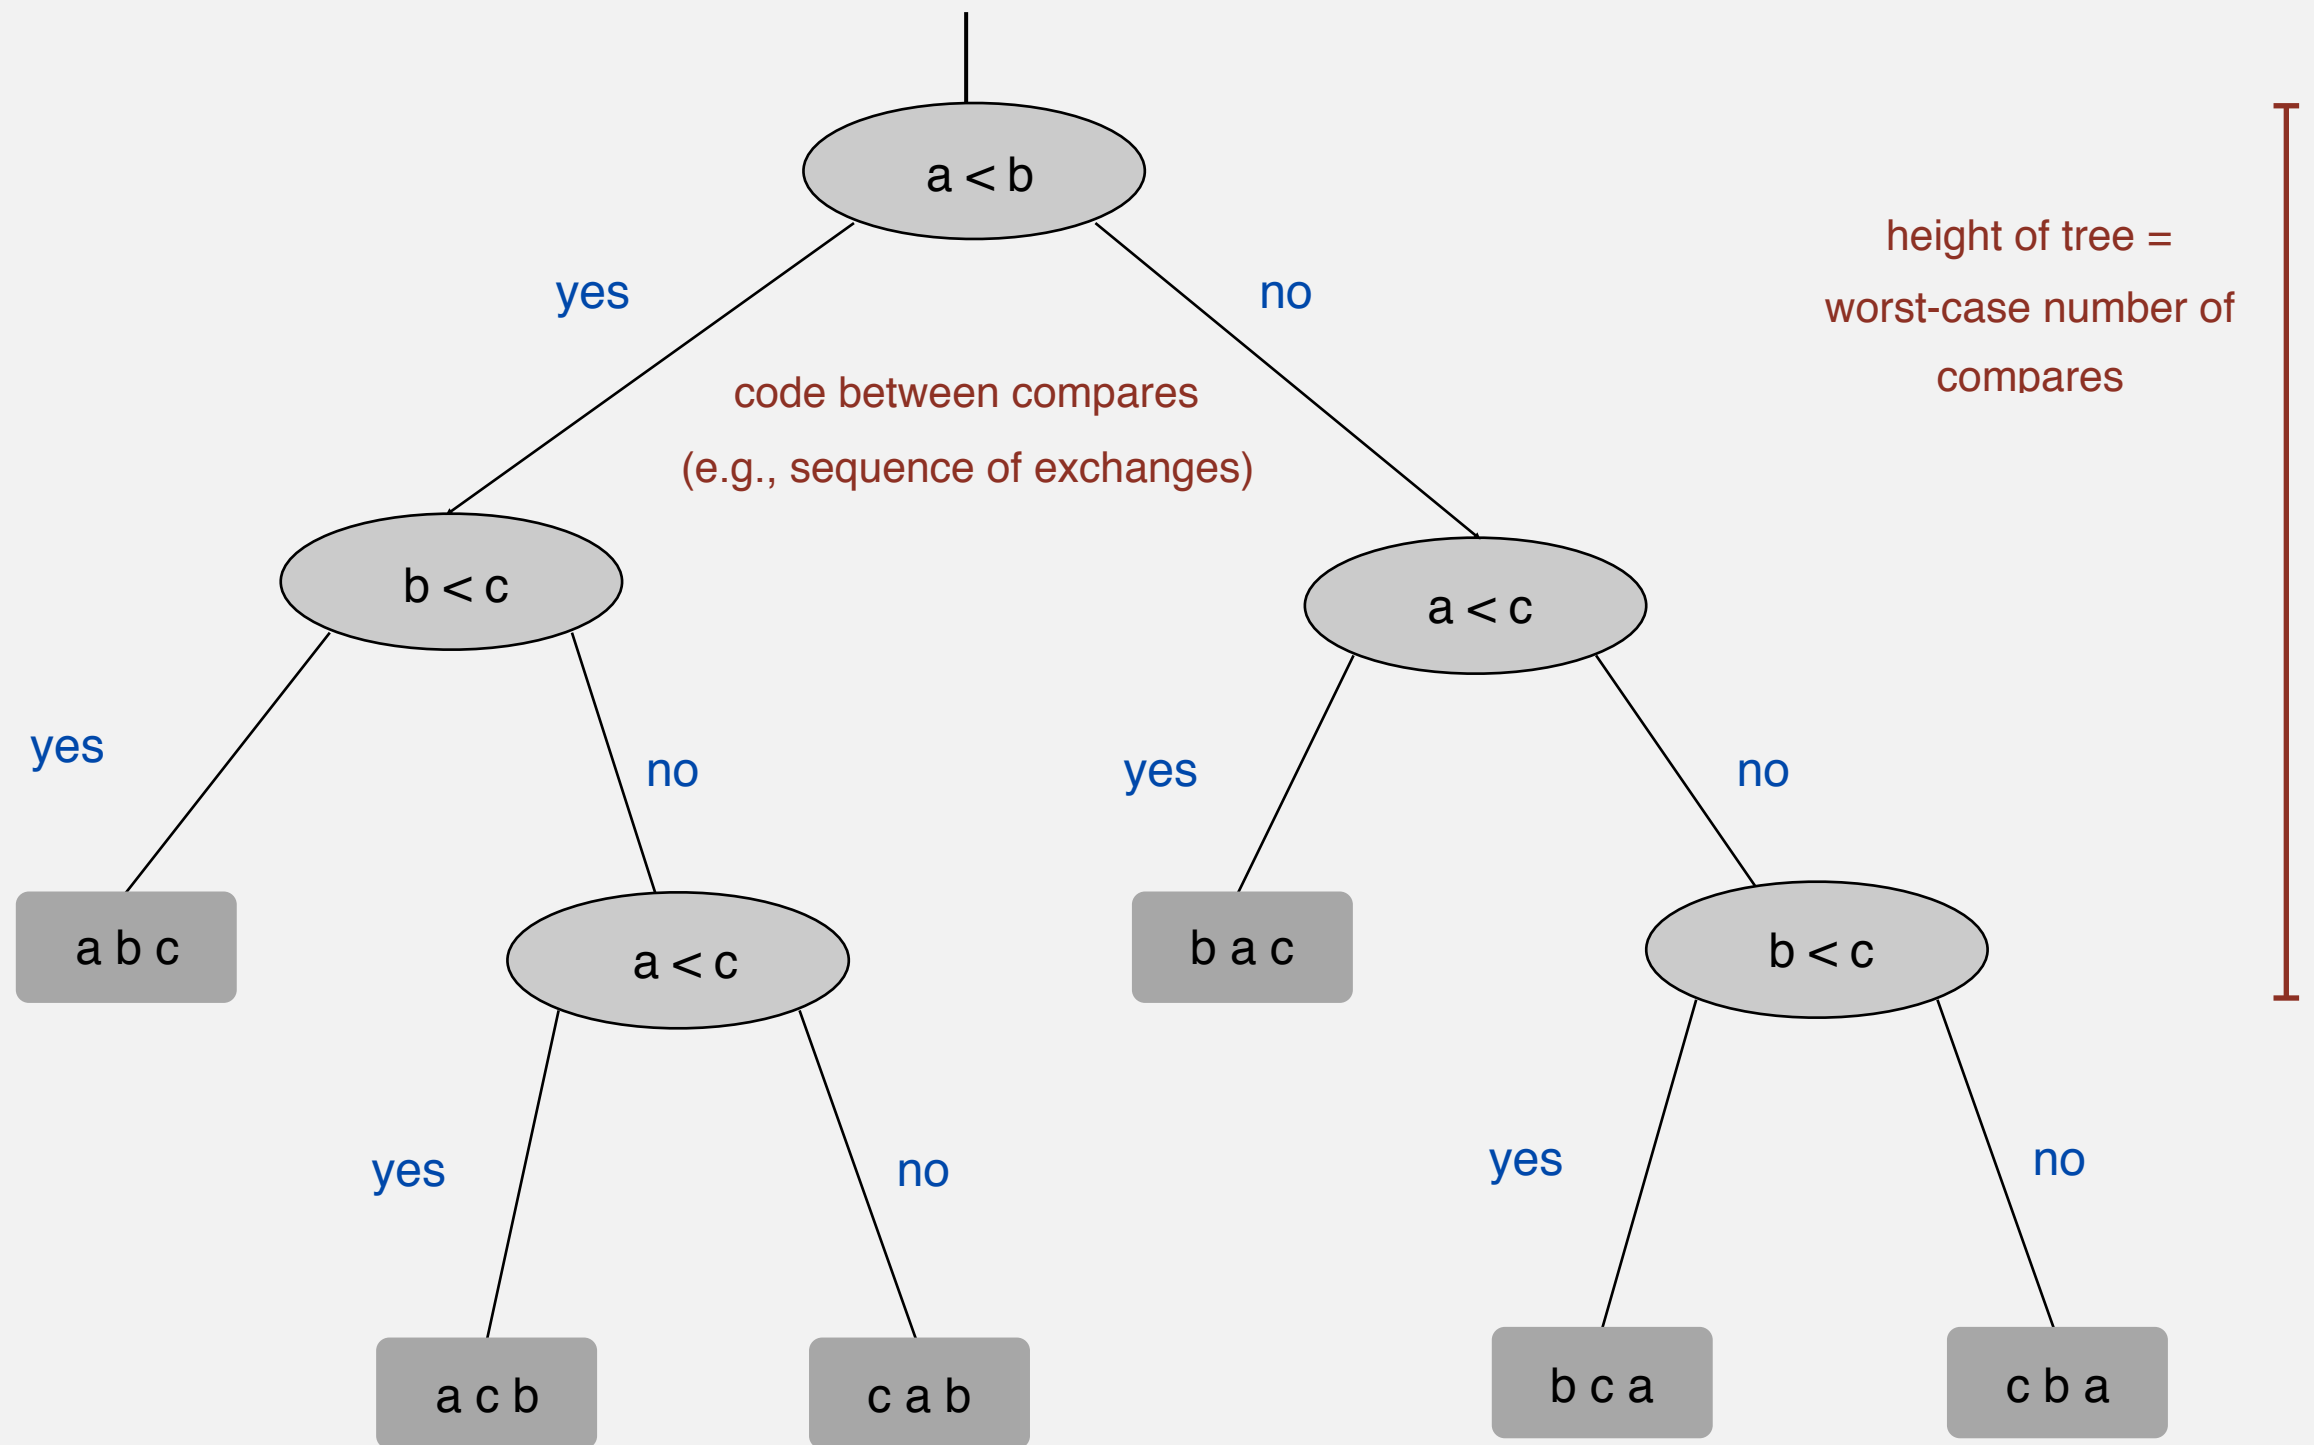 a < b
height of tree =
yes
no
worst-case number of
compares
code between compares
(e.g., sequence of exchanges)
b < c
a < c
yes
no
yes
no
a b c
a < c
b a c
b < c
yes
no
yes
no
a c b
c a b
b c a
c b a